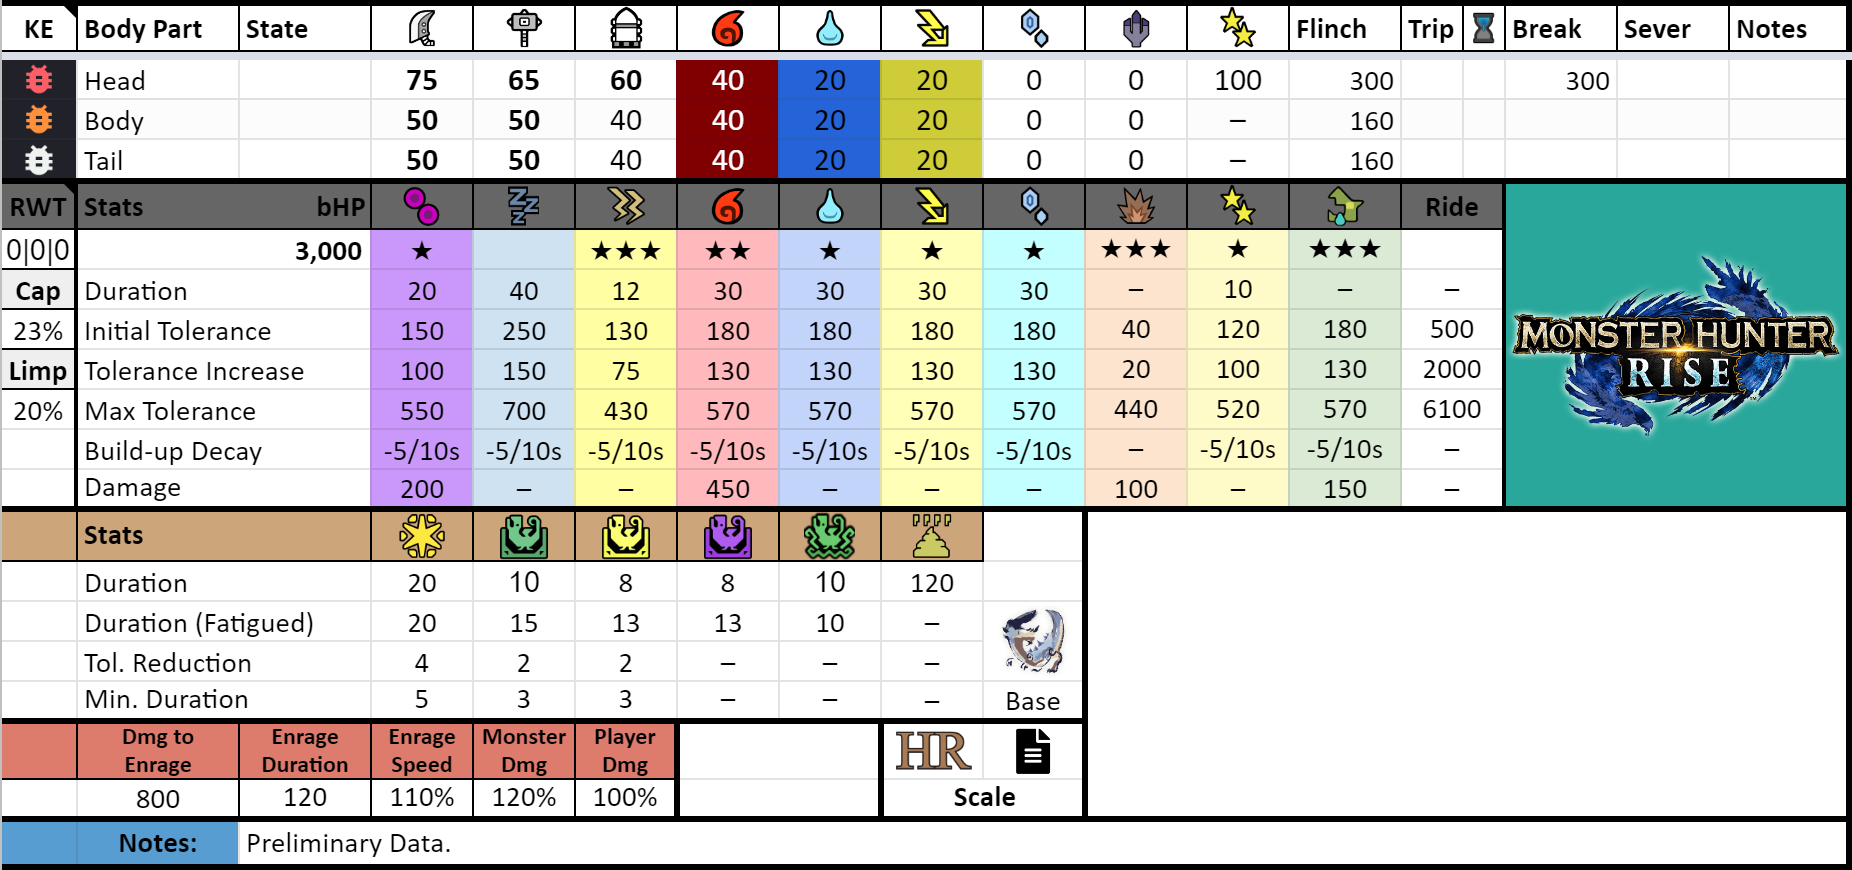 KE Body Part State Flinch Trip Break Sever Notes
Head 75 65 60 40 20 20 0 0 100 300 300
Body 50 50 40 40 20 20 0 0 – 160
Tail 50 50 40 40 20 20 0 0 – 160
RWT Stats bHP Ride
0|0|0 3,000 ★ ★★★ ★★ ★ ★ ★ ★★★ ★ ★★★
Cap Duration 20 40 12 30 30 30 30 – 10 – –
23% Initial Tolerance 150 250 130 180 180 180 180 40 120 180 500
Limp Tolerance Increase 100 150 75 130 130 130 130 20 100 130 2000
20% Max Tolerance 550 700 430 570 570 570 570 440 520 570 6100
Build-up Decay -5/10s -5/10s -5/10s -5/10s -5/10s -5/10s -5/10s – -5/10s -5/10s –
Damage 200 – – 450 – – – 100 – 150 –
MONSTER HUNTER
RISE
Stats
Duration 20 10 8 8 10 120
Duration (Fatigued) 20 15 13 13 10 –
Tol. Reduction 4 2 2 – – –
Min. Duration 5 3 3 – – – Base
Dmg to Enrage Enrage Monster Player
Enrage Duration Speed Dmg Dmg HR
800 120 110% 120% 100% Scale
Notes: Preliminary Data.